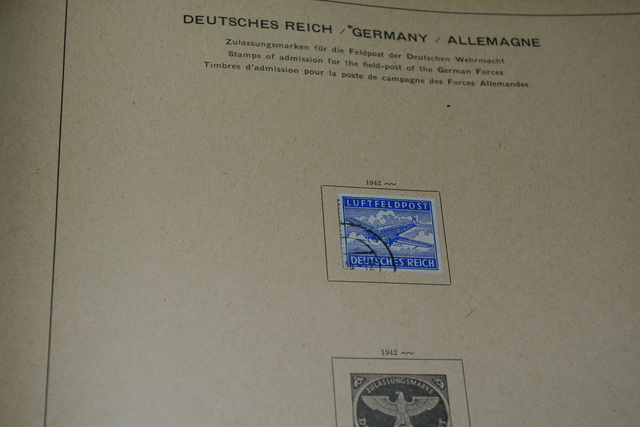 DEUTSCHES REICH / GERMANY / ALLEMAGNE
Zulassungsmarken für die Feldpost der Deutschen Wehrmacht
Stamps of admission for the field-post of the German Forces
Timbres d'admission pour la poste de campagne des Forces Allemandes
1942
LUFTFELDPOST
DEUTSCHES REICH
1942
ZULASSUNGSMARKE